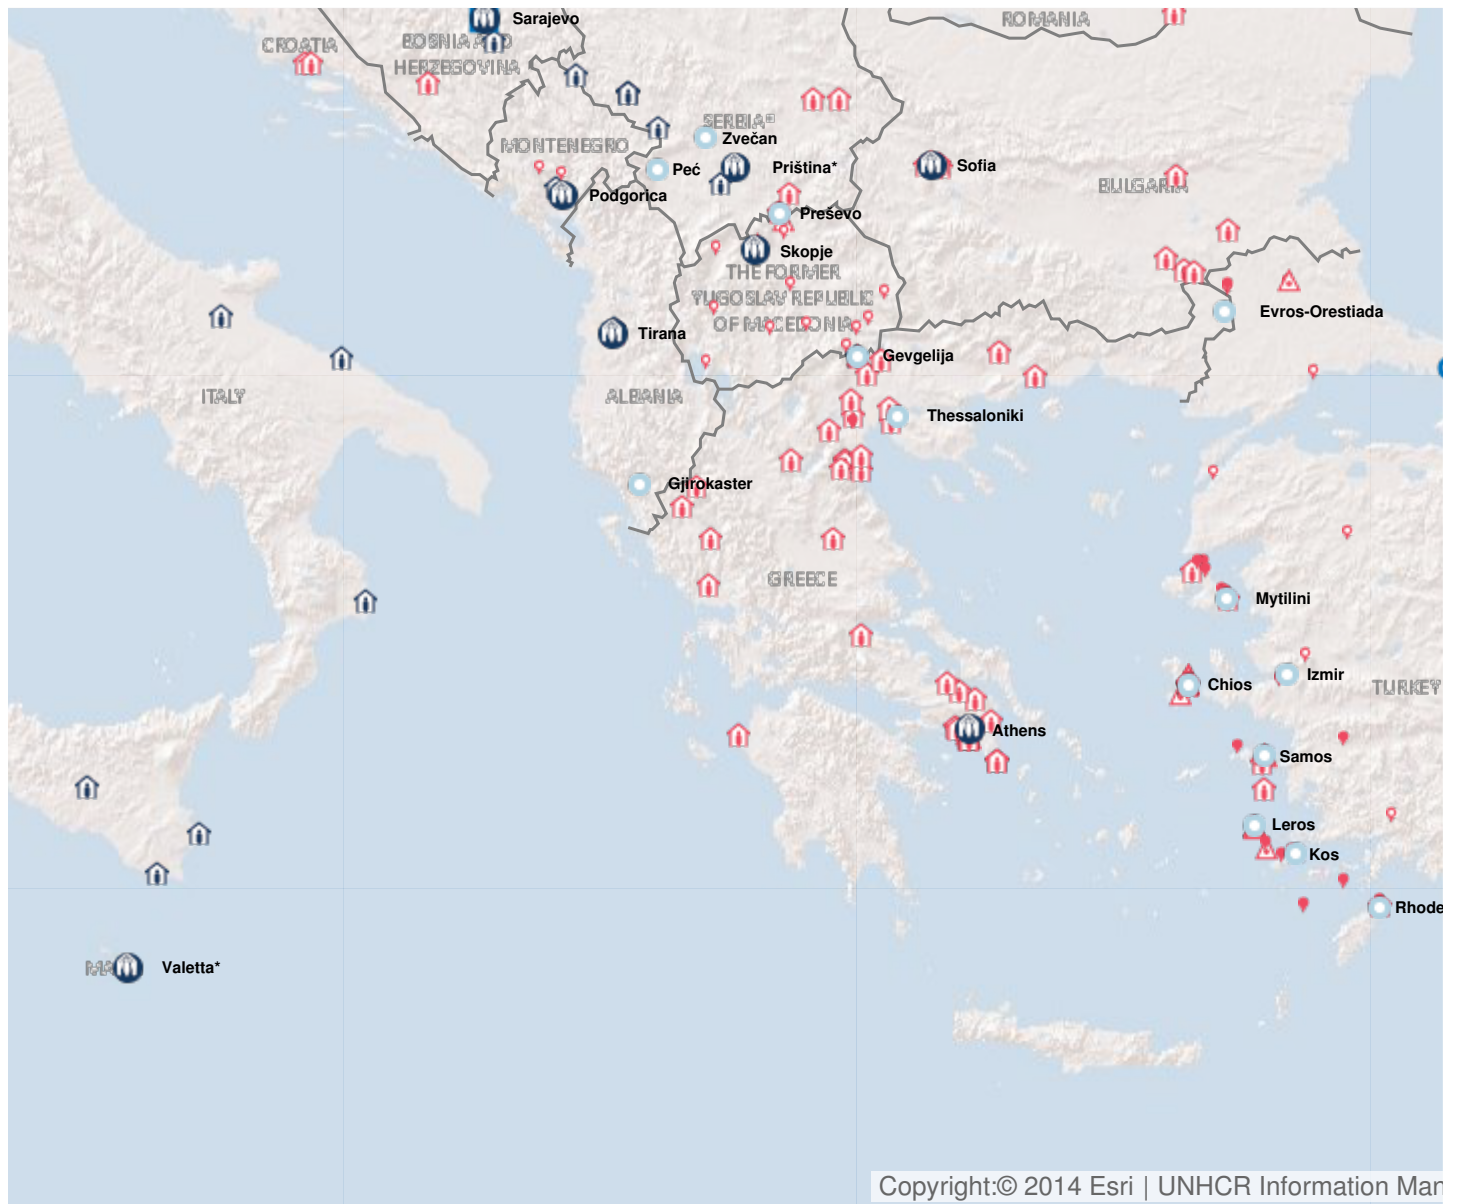 Sarajevo
ROMANIA
CROATIA
BOSNIA AND
HERZEGOVINA
SERBIA
Zvečan
MONTENEGRO
Peć
Priština*
Sofia
BULGARIA
Podgorica
Preševo
Skopje
THE FORMER
YUGOSLAV REPUBLIC
OF MACEDONIA
Evros-Orestiada
Tirana
Gevgelija
ITALY
ALBANIA
Thessaloniki
Gjirokaster
GREECE
Mytilini
Izmir
Chios
TURKEY
Athens
Samos
Leros
Kos
Rhode
Valetta*
Copyright:© 2014 Esri | UNHCR Information Man